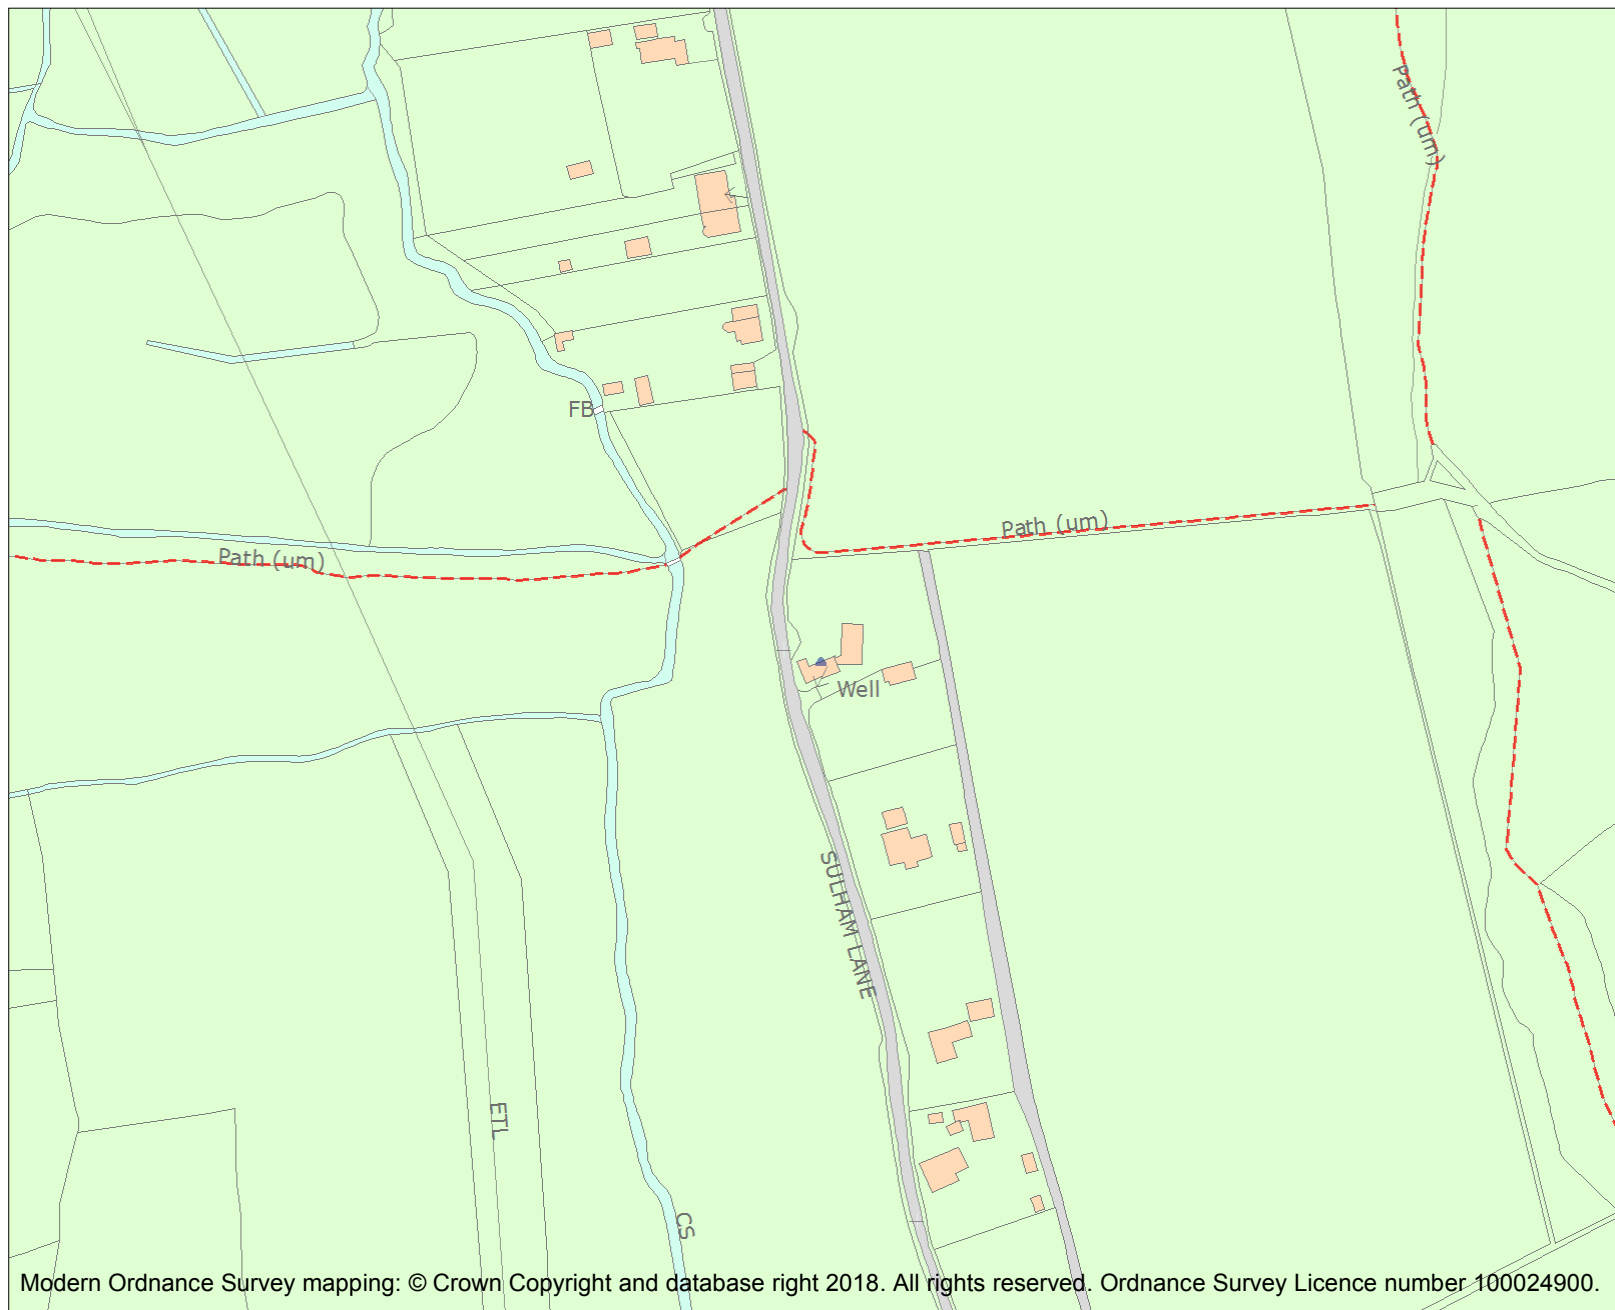 Path (um)
FB
Path (um)
Path (um)
Well
SULHAM LANE
ETL
CS
Modern Ordnance Survey mapping: © Crown Copyright and database right 2018. All rights reserved. Ordnance Survey Licence number 100024900.